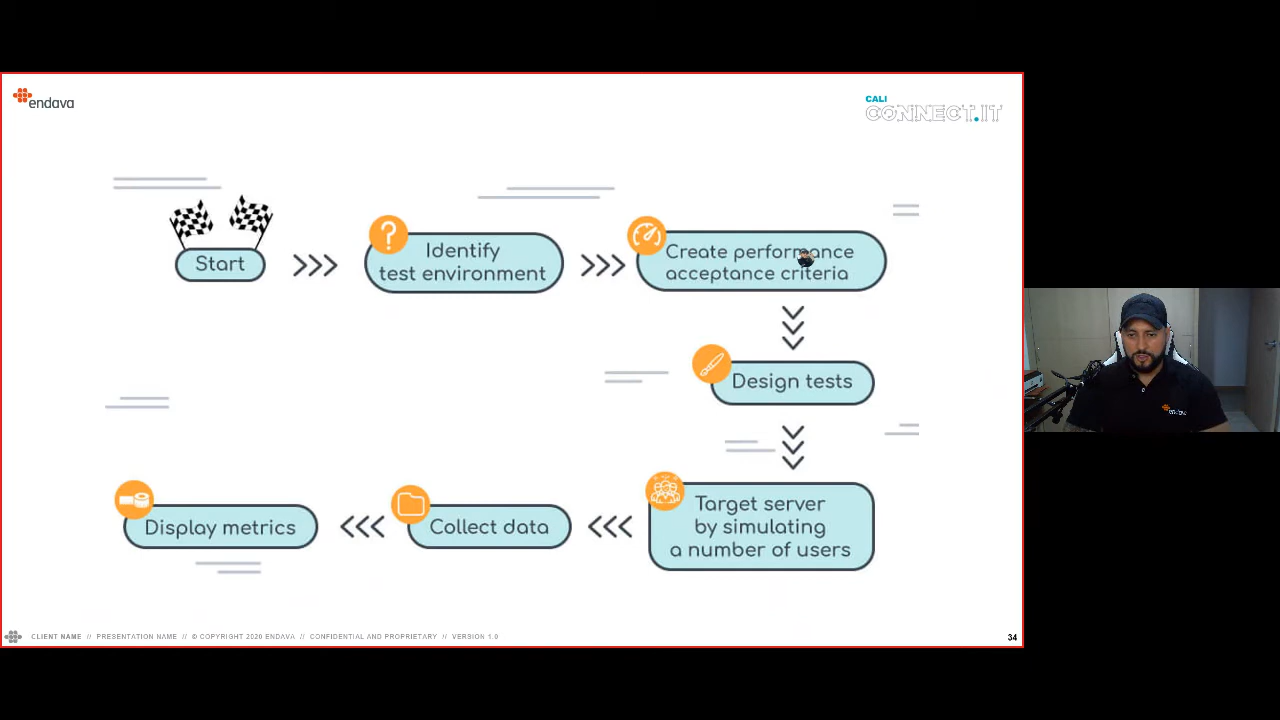 endava
CALI
CONNECT.IT
Start
Identify
test environment
Create performance
acceptance criteria
Design tests
Target server
by simulating
a number of users
Collect data
Display metrics
endava
CLIENT NAME // PRESENTATION NAME // © COPYRIGHT 2020 ENDAVA // CONFIDENTIAL AND PROPRIETARY // VERSION 1.0
34